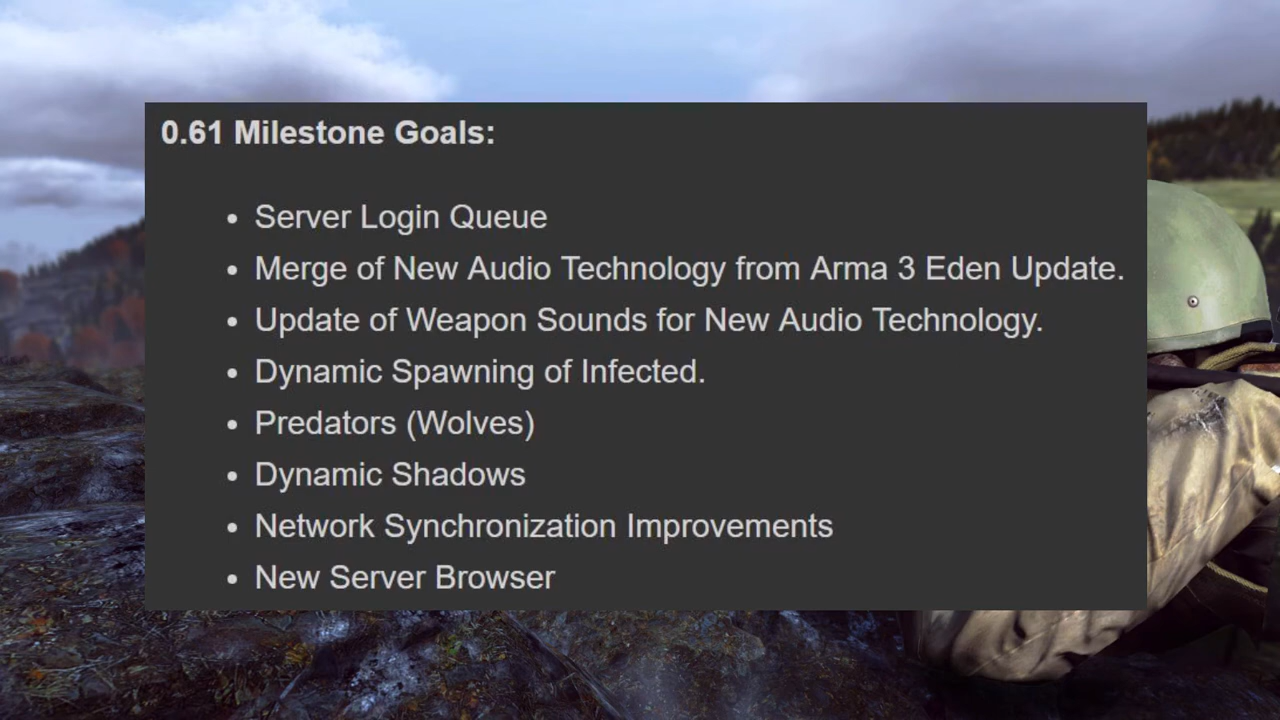 0.61 Milestone Goals:
• Server Login Queue
• Merge of New Audio Technology from Arma 3 Eden Update.
• Update of Weapon Sounds for New Audio Technology.
• Dynamic Spawning of Infected.
• Predators (Wolves)
• Dynamic Shadows
• Network Synchronization Improvements
• New Server Browser